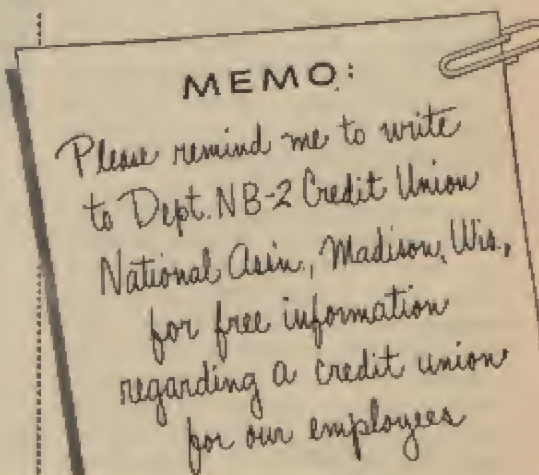 MEMO:
Please remind me to write
to Dept. NB-2 Credit Union
National Ass'n., Madison, Wis.,
for free information
regarding a credit union
for our employees